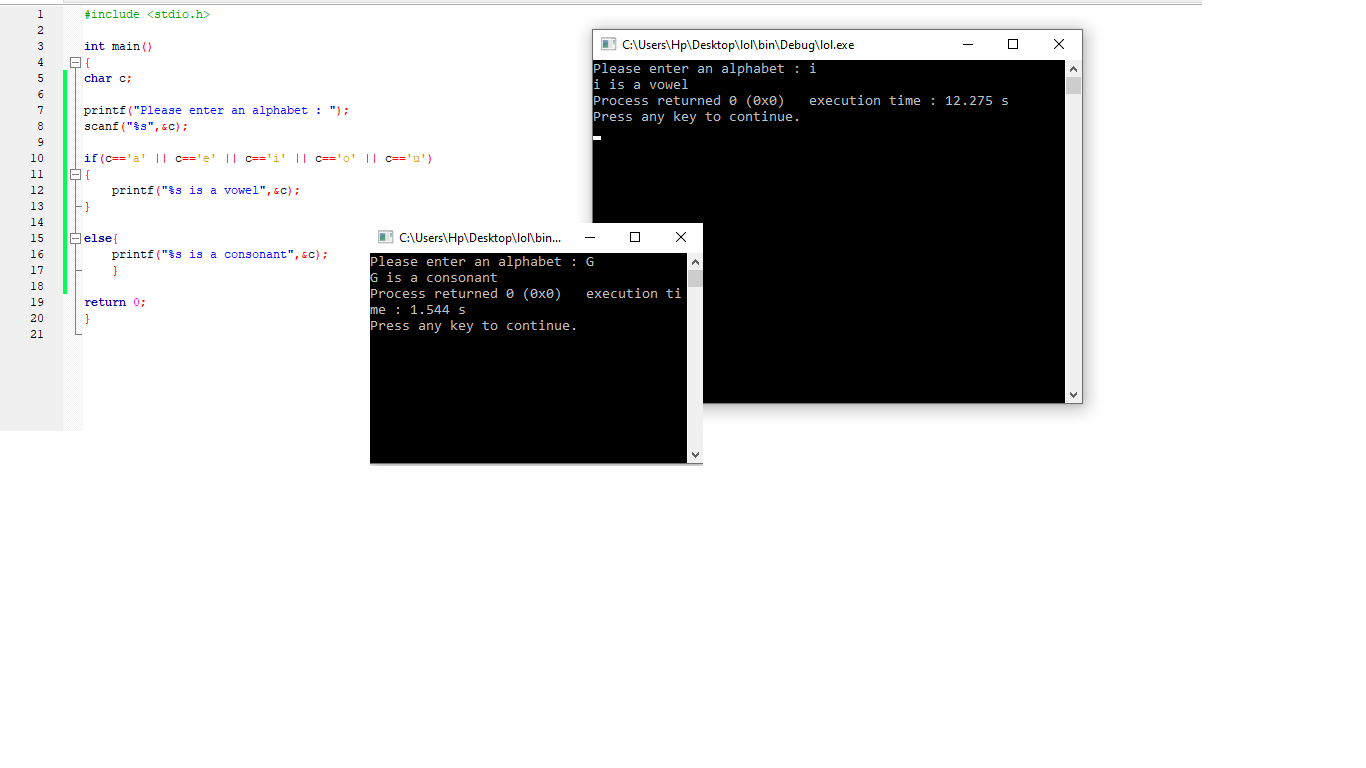 1 #include <stdio.h>
2
3 int main()
4 {
5 char c;
6
7 printf("Please enter an alphabet : ");
8 scanf("%s",&c);
9
10 if(c=='a' || c=='e' || c=='i' || c=='o' || c=='u')
11 {
12     printf("%s is a vowel",&c);
13 }
14
15 else{
16     printf("%s is a consonant",&c);
17     }
18
19 return 0;
20 }
21
C:\Users\Hp\Desktop\lol\bin\Debug\lol.exe
Please enter an alphabet : i
i is a vowel
Process returned 0 (0x0)   execution time : 12.275 s
Press any key to continue.
C:\Users\Hp\Desktop\lol\bin...
Please enter an alphabet : G
G is a consonant
Process returned 0 (0x0)   execution ti
me : 1.544 s
Press any key to continue.